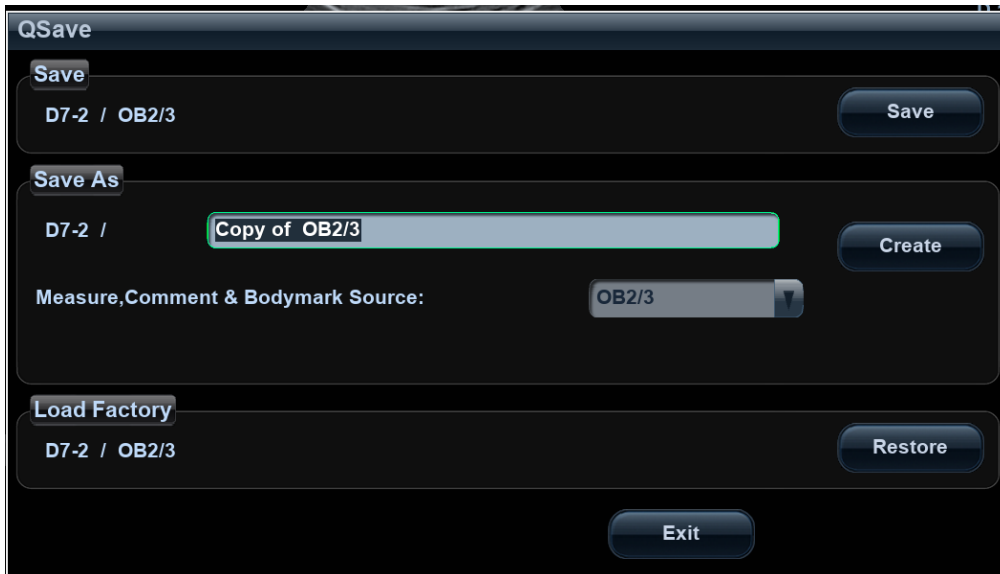 QSave
Save
D7-2 / OB2/3
Save
Save As
D7-2 /
Copy of OB2/3
Create
Measure,Comment & Bodymark Source:
OB2/3
Load Factory
D7-2 / OB2/3
Restore
Exit